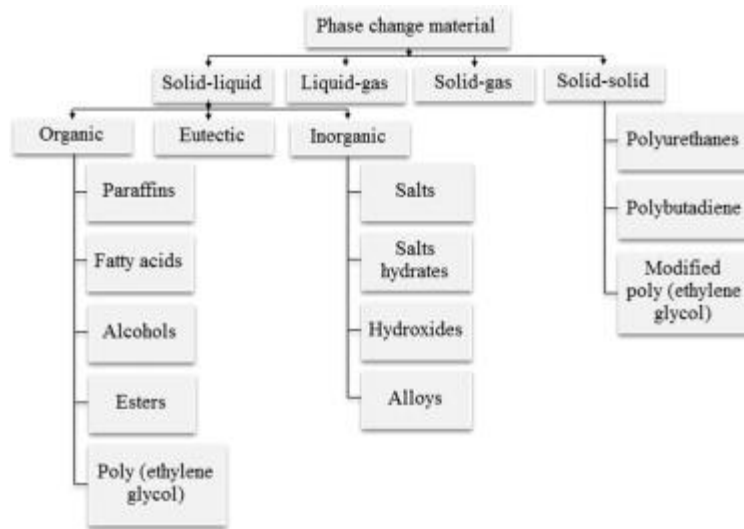 Phase change material
Solid-liquid
Liquid-gas
Solid-gas
Solid-solid
Organic
Eutectic
Inorganic
Paraffins
Fatty acids
Alcohols
Esters
Poly (ethylene
glycol)
Salts
Salts
hydrates
Hydroxides
Alloys
Polyurethanes
Polybutadiene
Modified
poly (ethylene
glycol)